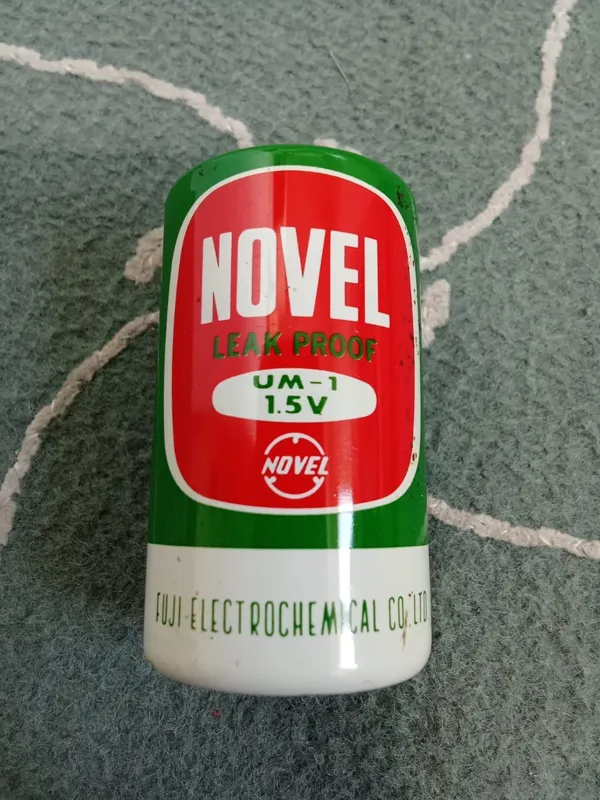 NOVEL
LEAK PROOF
UM-1
1.5V
NOVEL
FUJI ELECTROCHEMICAL CO., LTD